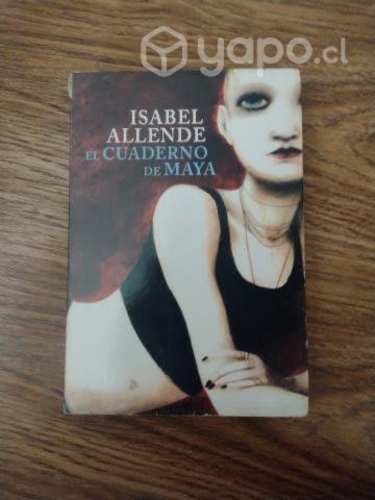 yapo.cl
ISABEL
ALLENDE
EL CUADERNO
DE MAYA